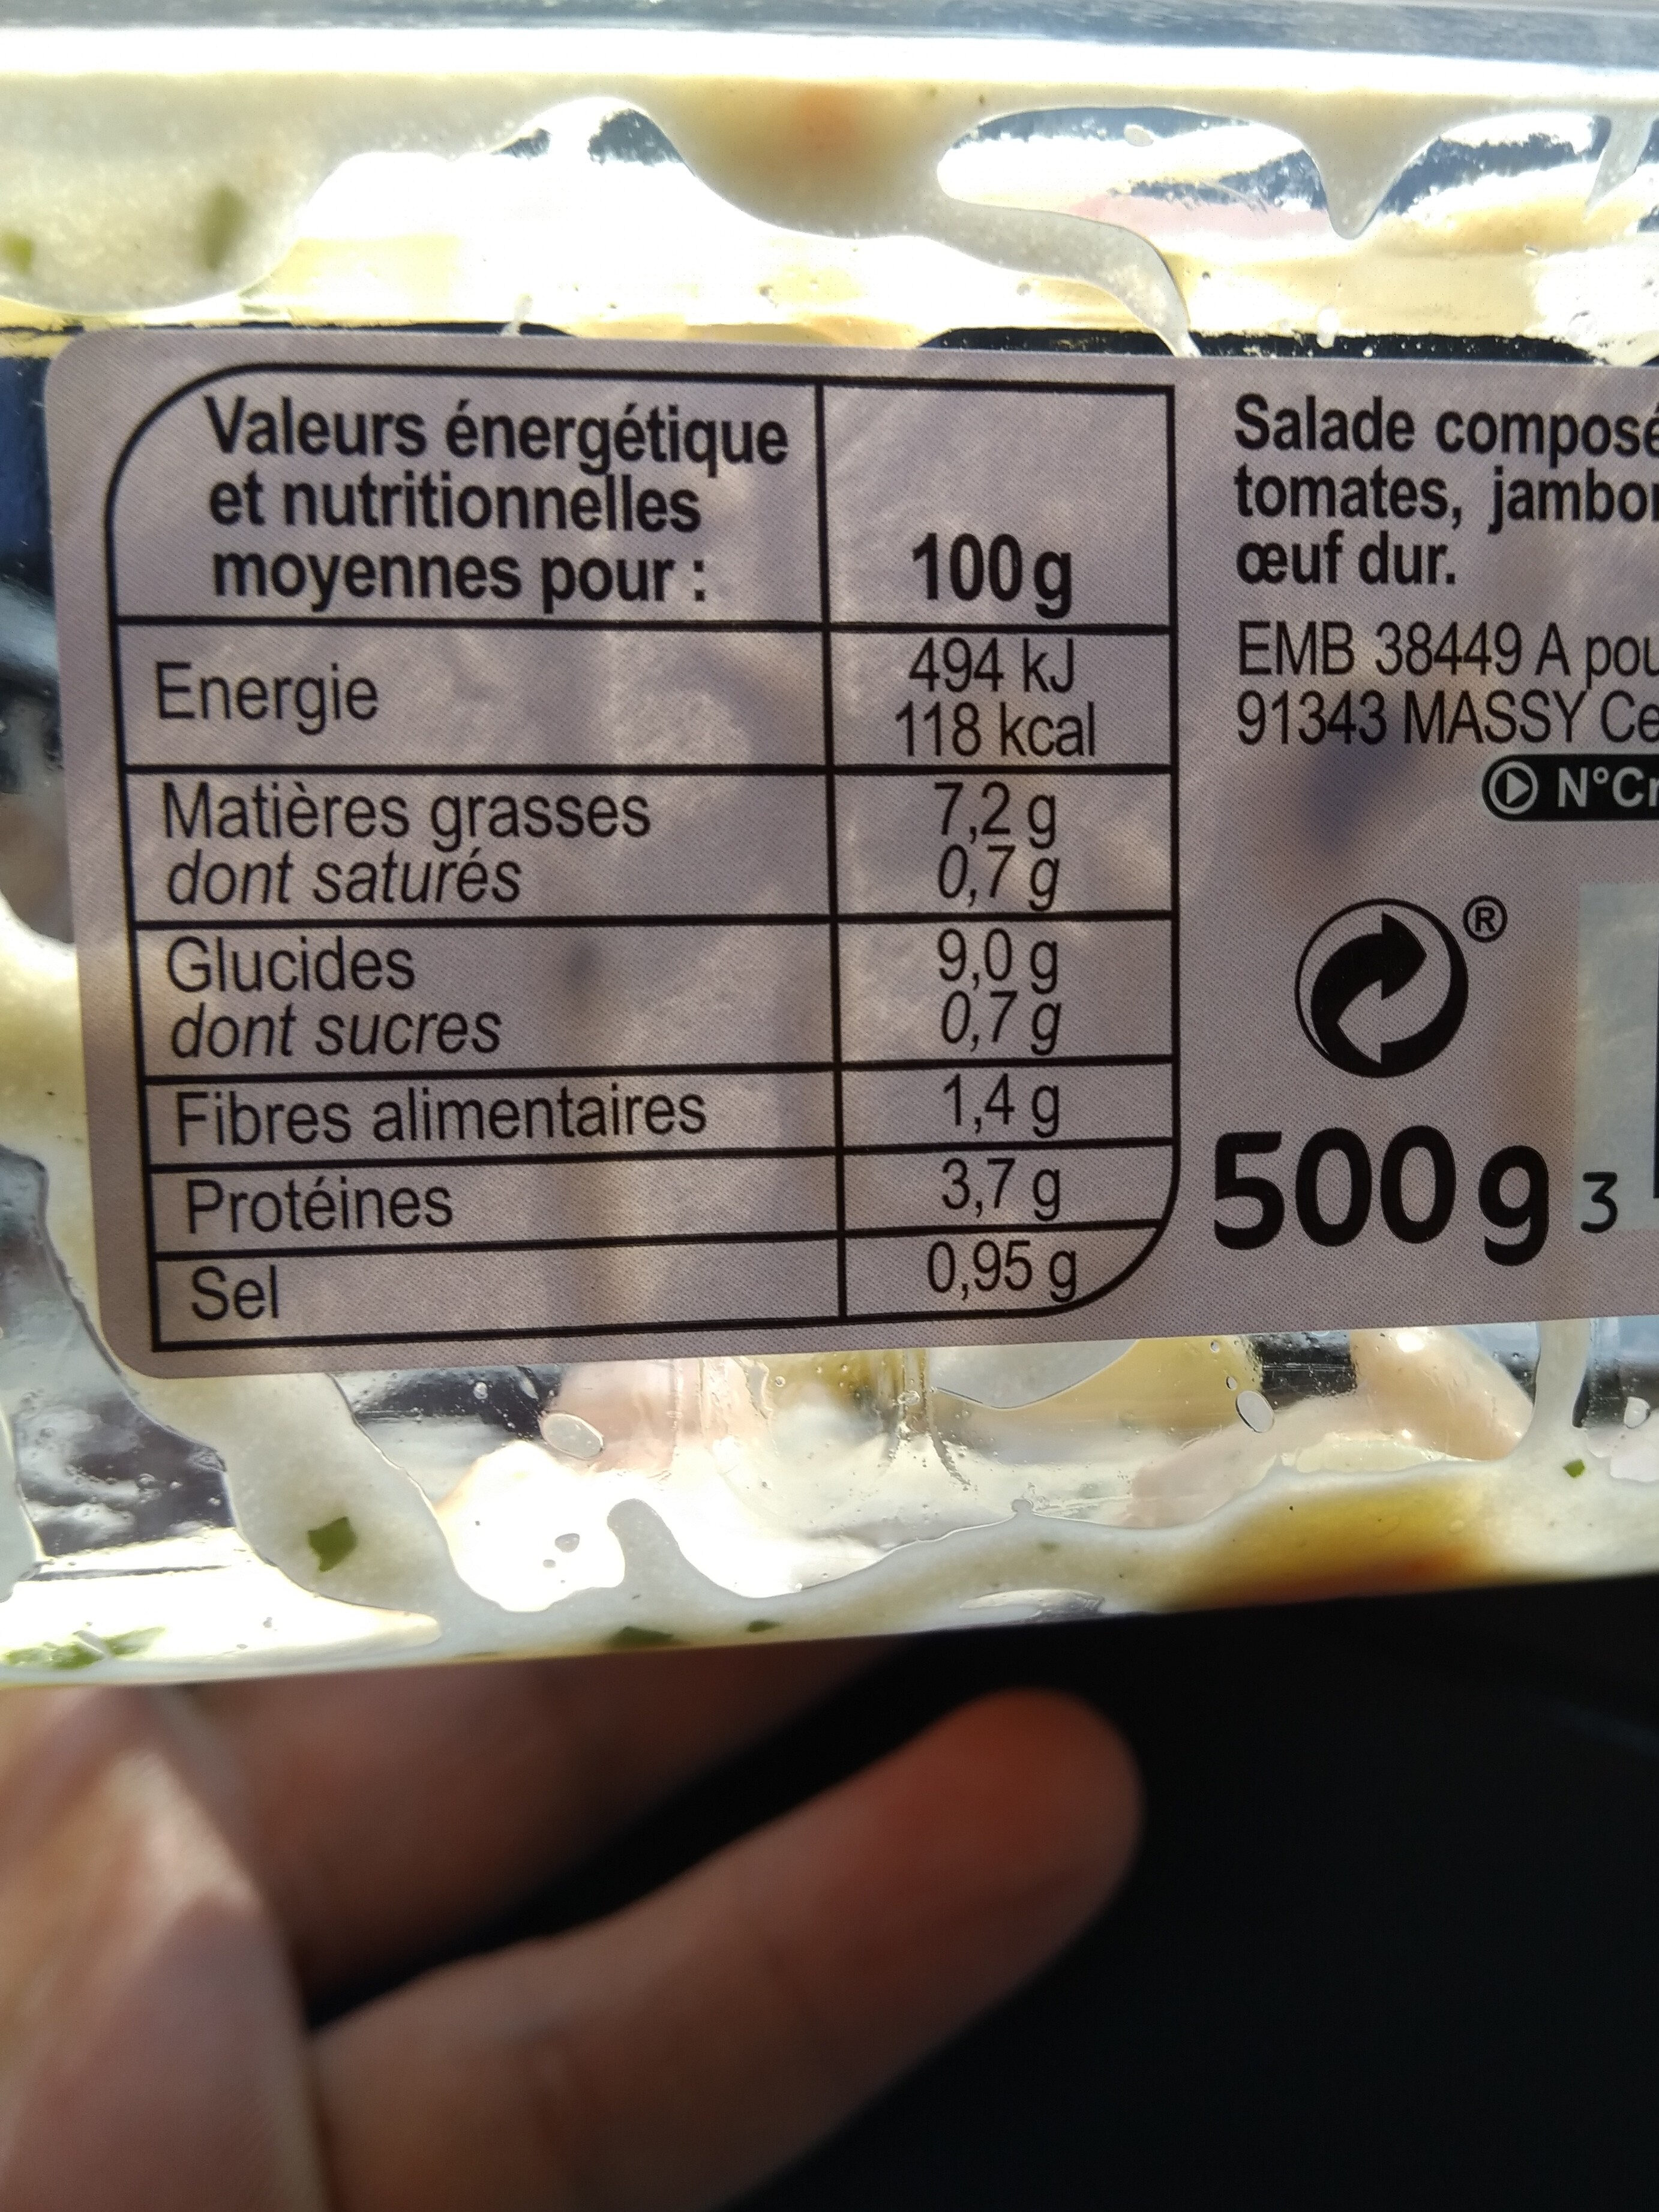 Valeurs énergétique
et nutritionnelles
moyennes pour :
100 g
Energie
494 kJ
118 kcal
Matières grasses
7,2 g
dont saturés
0,7 g
Glucides
9,0 g
dont sucres
0,7 g
Fibres alimentaires
1,4 g
Protéines
3,7 g
Sel
0,95 g
Salade composé
tomates, jambon
œuf dur.
EMB 38449 A pou
91343 MASSY Ce
N°Cr
®
500 g
3